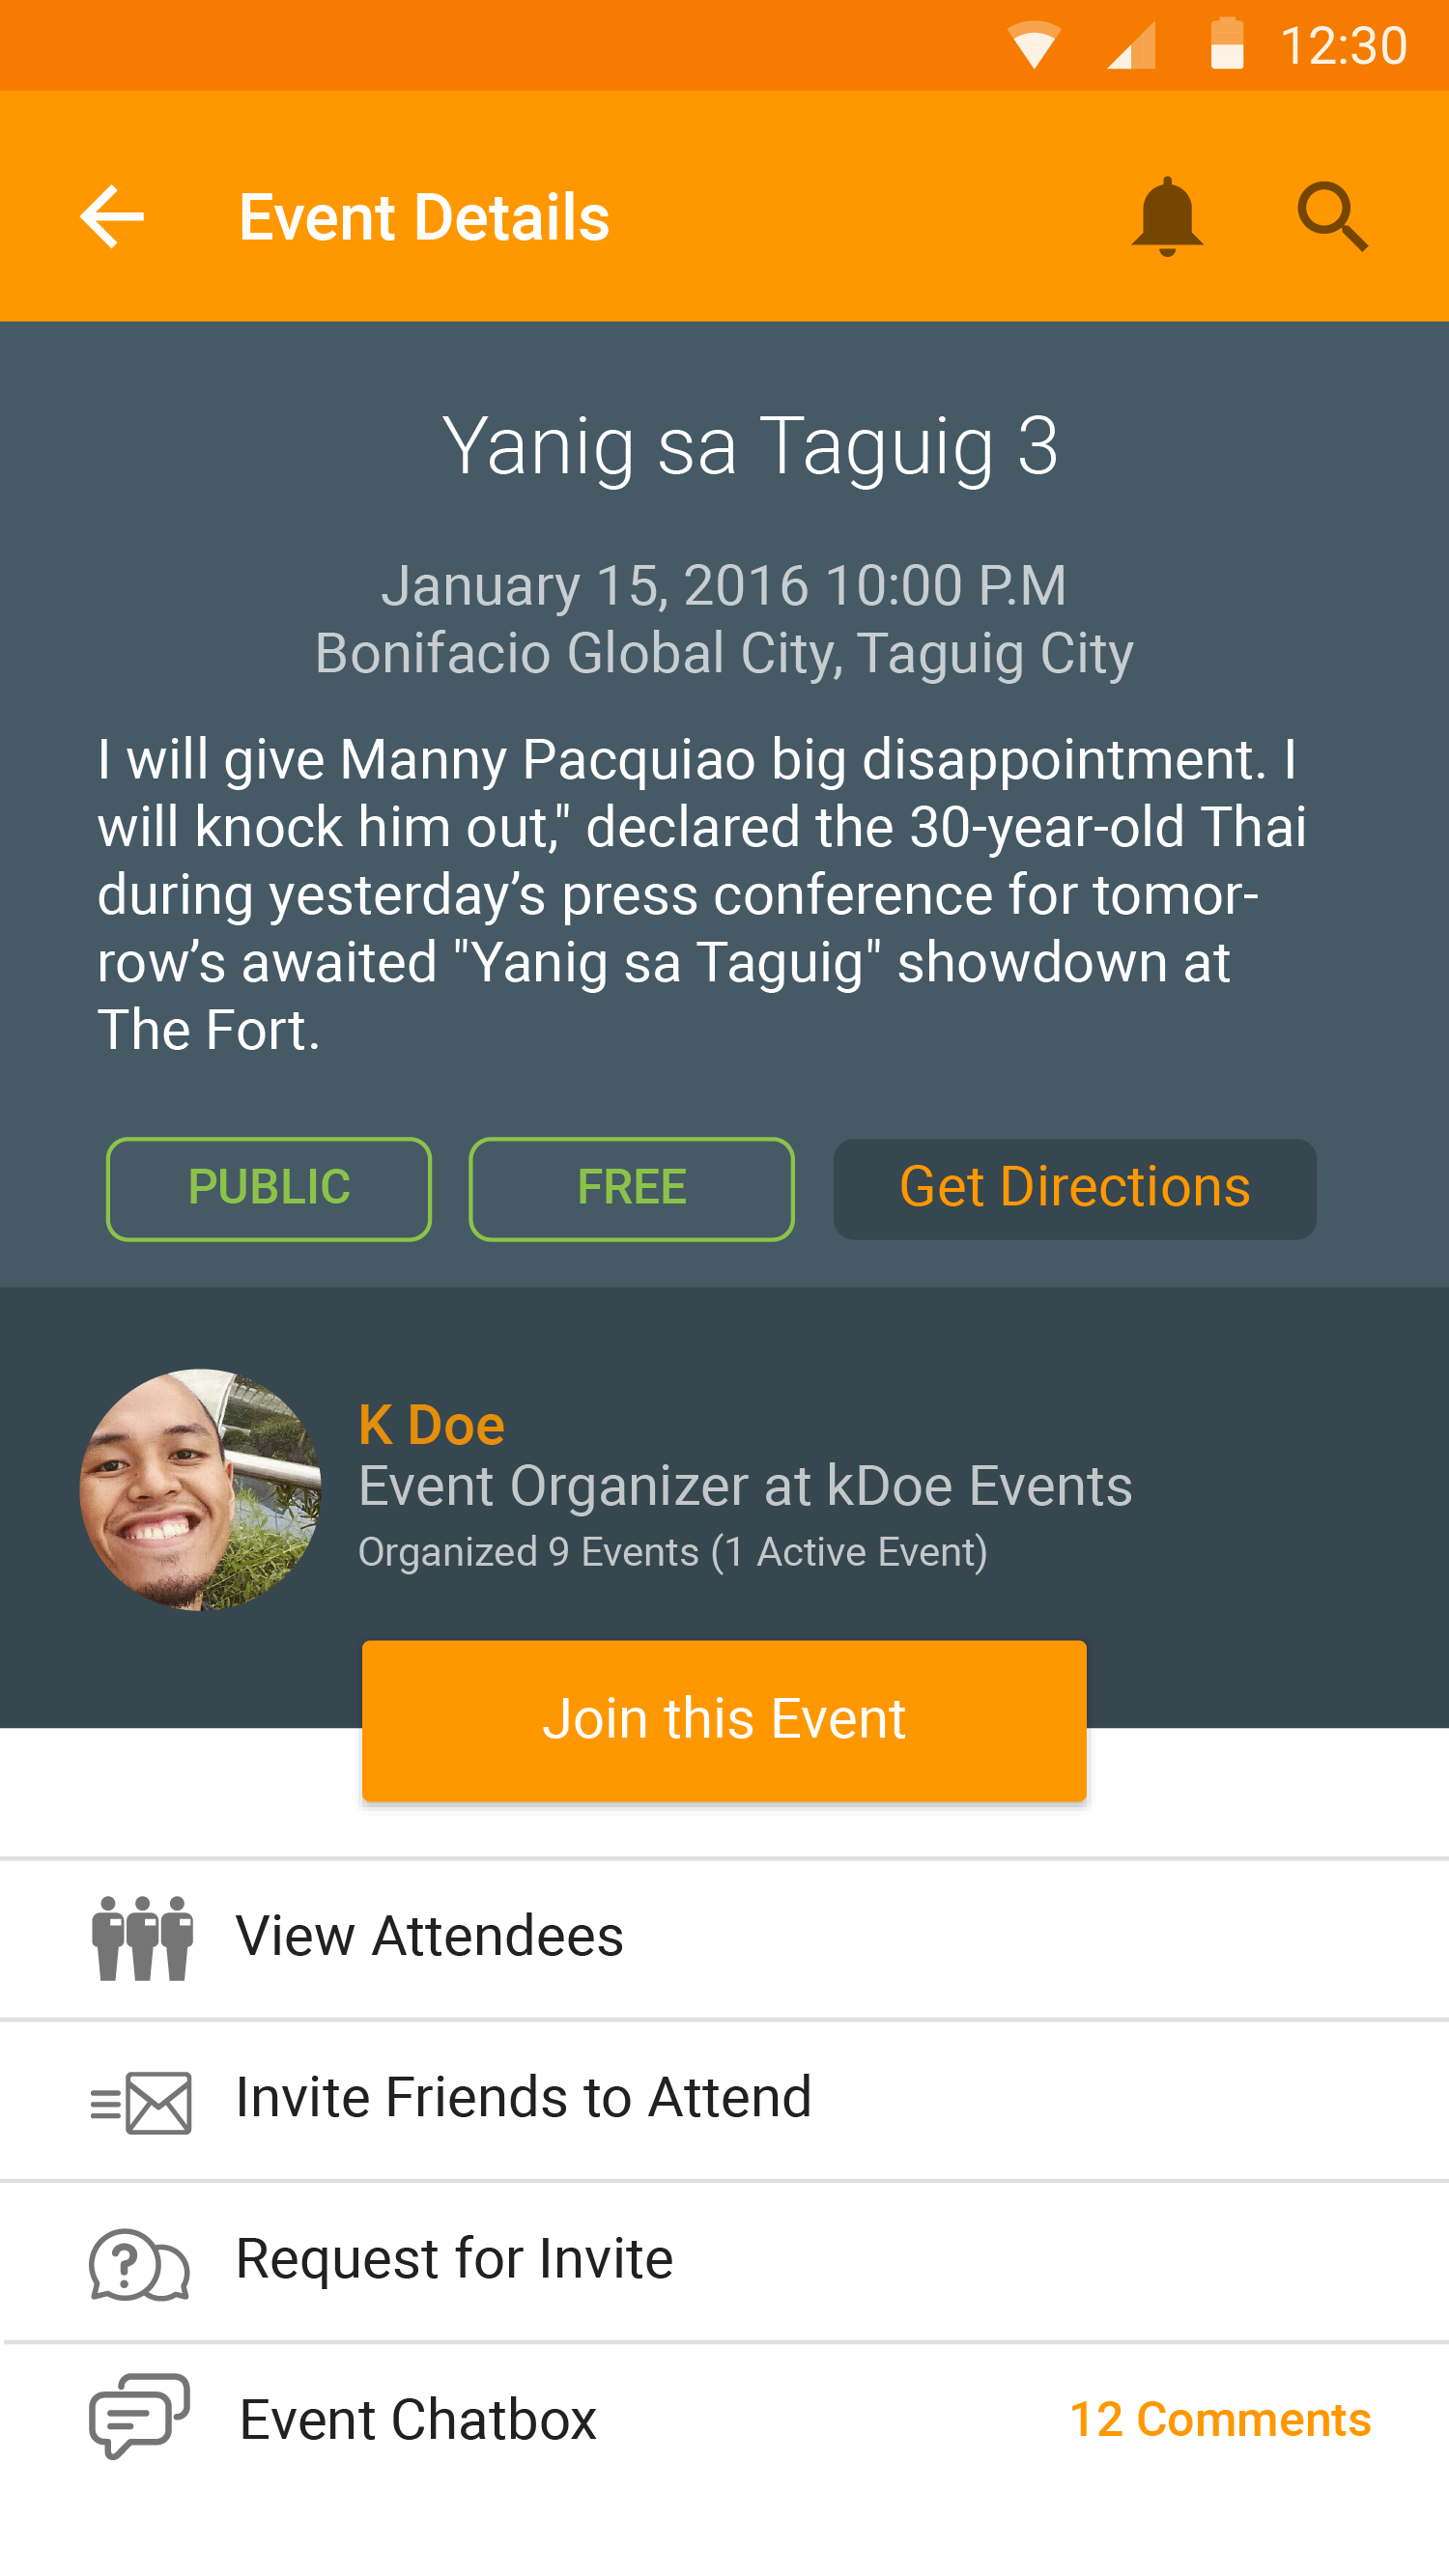 12:30
Event Details
Yanig sa Taguig 3
January 15, 2016 10:00 P.M
Bonifacio Global City, Taguig City
I will give Manny Pacquiao big disappointment. I
will knock him out," declared the 30-year-old Thai
during yesterday’s press conference for tomor-
row’s awaited "Yanig sa Taguig" showdown at
The Fort.
PUBLIC FREE Get Directions
K Doe
Event Organizer at kDoe Events
Organized 9 Events (1 Active Event)
Join this Event
View Attendees
Invite Friends to Attend
Request for Invite
Event Chatbox 12 Comments